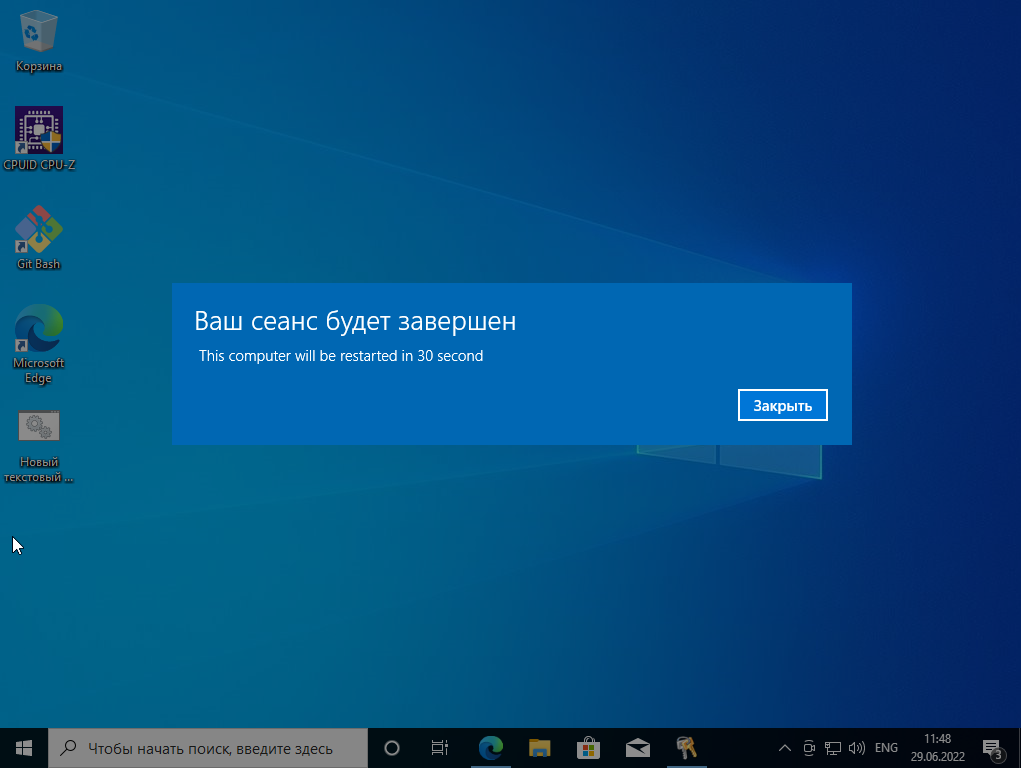 Корзина
CPUID CPU-Z
Git Bash
Microsoft
Edge
Новый
текстовый ...
Ваш сеанс будет завершен
This computer will be restarted in 30 second
Закрыть
Чтобы начать поиск, введите здесь
ENG
11:48
29.06.2022
3